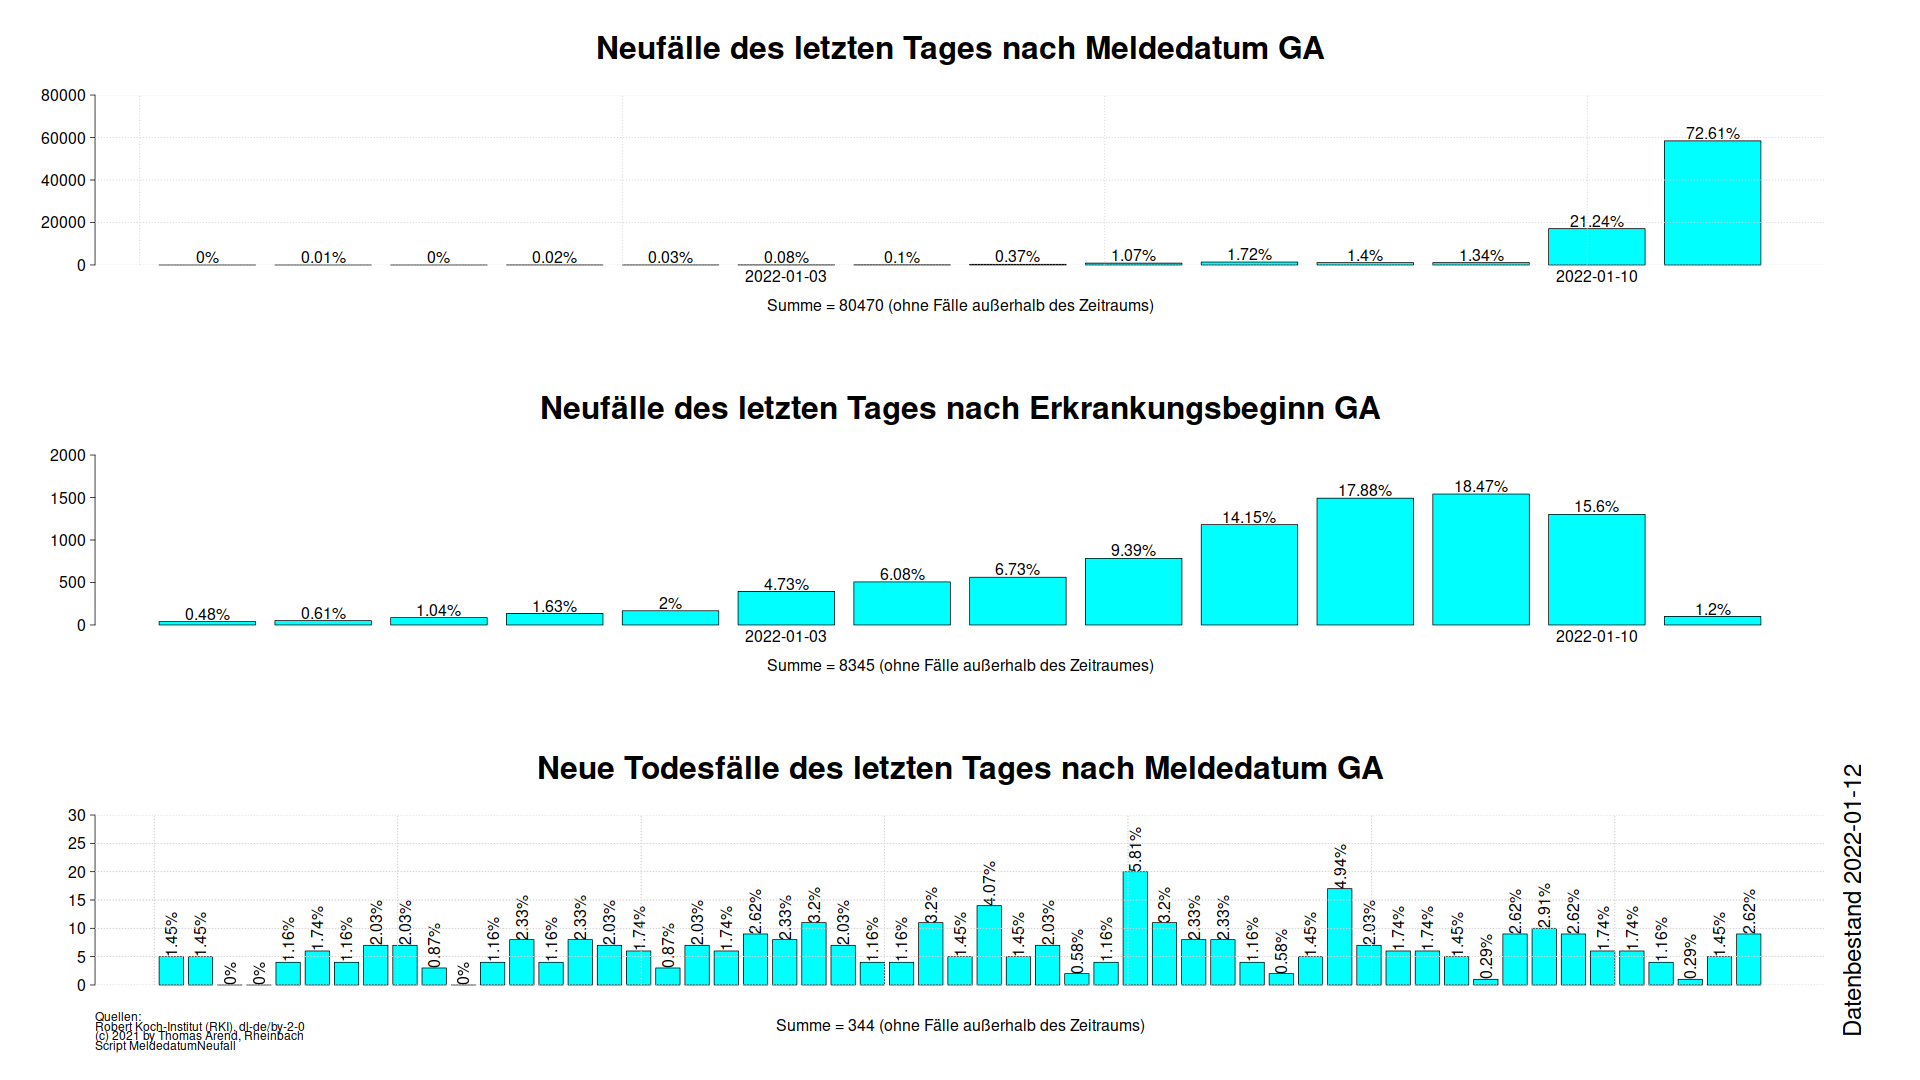 Neufälle des letzten Tages nach Meldedatum GA
80000
60000
40000
20000
0
0% 0.01% 0% 0.02% 0.03% 0.08% 0.1% 0.37% 1.07% 1.72% 1.4% 1.34% 21.24% 72.61%
2022-01-03 2022-01-10
Summe = 80470 (ohne Fälle außerhalb des Zeitraums)
Neufälle des letzten Tages nach Erkrankungsbeginn GA
2000
1500
1000
500
0
0.48% 0.61% 1.04% 1.63% 2% 4.73% 6.08% 6.73% 9.39% 14.15% 17.88% 18.47% 15.6% 1.2%
2022-01-03 2022-01-10
Summe = 8345 (ohne Fälle außerhalb des Zeitraumes)
Neue Todesfälle des letzten Tages nach Meldedatum GA
30
25
20
15
10
5
0
1.45% 1.45% 0% 0% 1.16% 1.74% 1.16% 2.03% 2.03% 0.87% 0% 1.16% 2.33% 1.16% 2.33% 2.03% 1.74% 0.87% 2.03% 1.74% 2.62% 2.33% 3.2% 2.03% 1.16% 1.16% 3.2% 1.45% 4.07% 1.45% 2.03% 0.58% 1.16% 5.81% 3.2% 2.33% 2.33% 1.16% 0.58% 1.45% 4.94% 2.03% 1.74% 1.74% 1.45% 0.29% 2.62% 2.91% 2.62% 1.74% 1.74% 1.16% 0.29% 1.45% 2.62%
Summe = 344 (ohne Fälle außerhalb des Zeitraums)
Quellen:
Robert Koch-Institut (RKI), dl-de/by-2-0
(c) 2021 by Thomas Arend, Rheinbach
Script MeldedatumNeufall
Datenbestand 2022-01-12